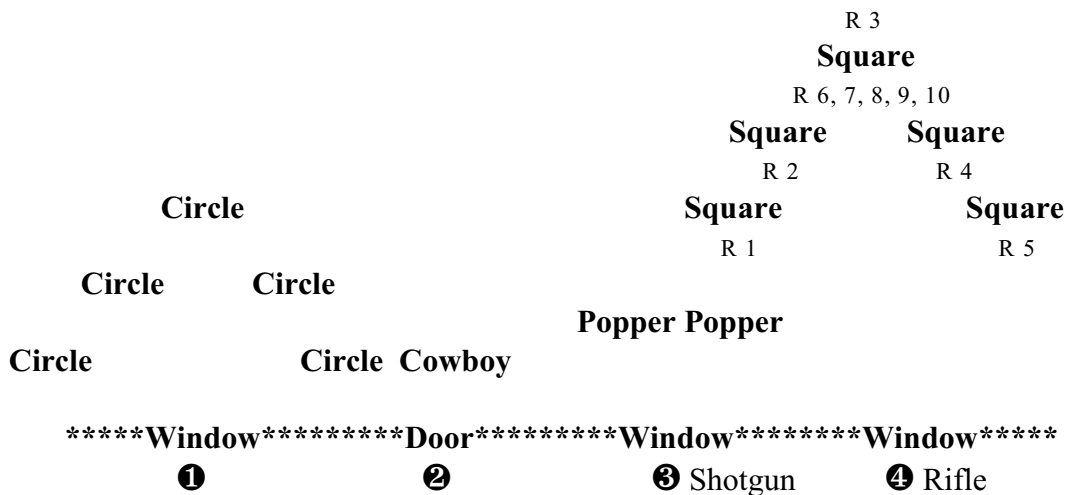 R 3
Square
R 6, 7, 8, 9, 10
Square Square
R 2 R 4
Circle Square Square
R 1 R 5
Circle Circle
Popper Popper
Circle Circle Cowboy
*****Window*********Door*********Window********Window*****
❶ ❷ ❸ Shotgun ❹ Rifle